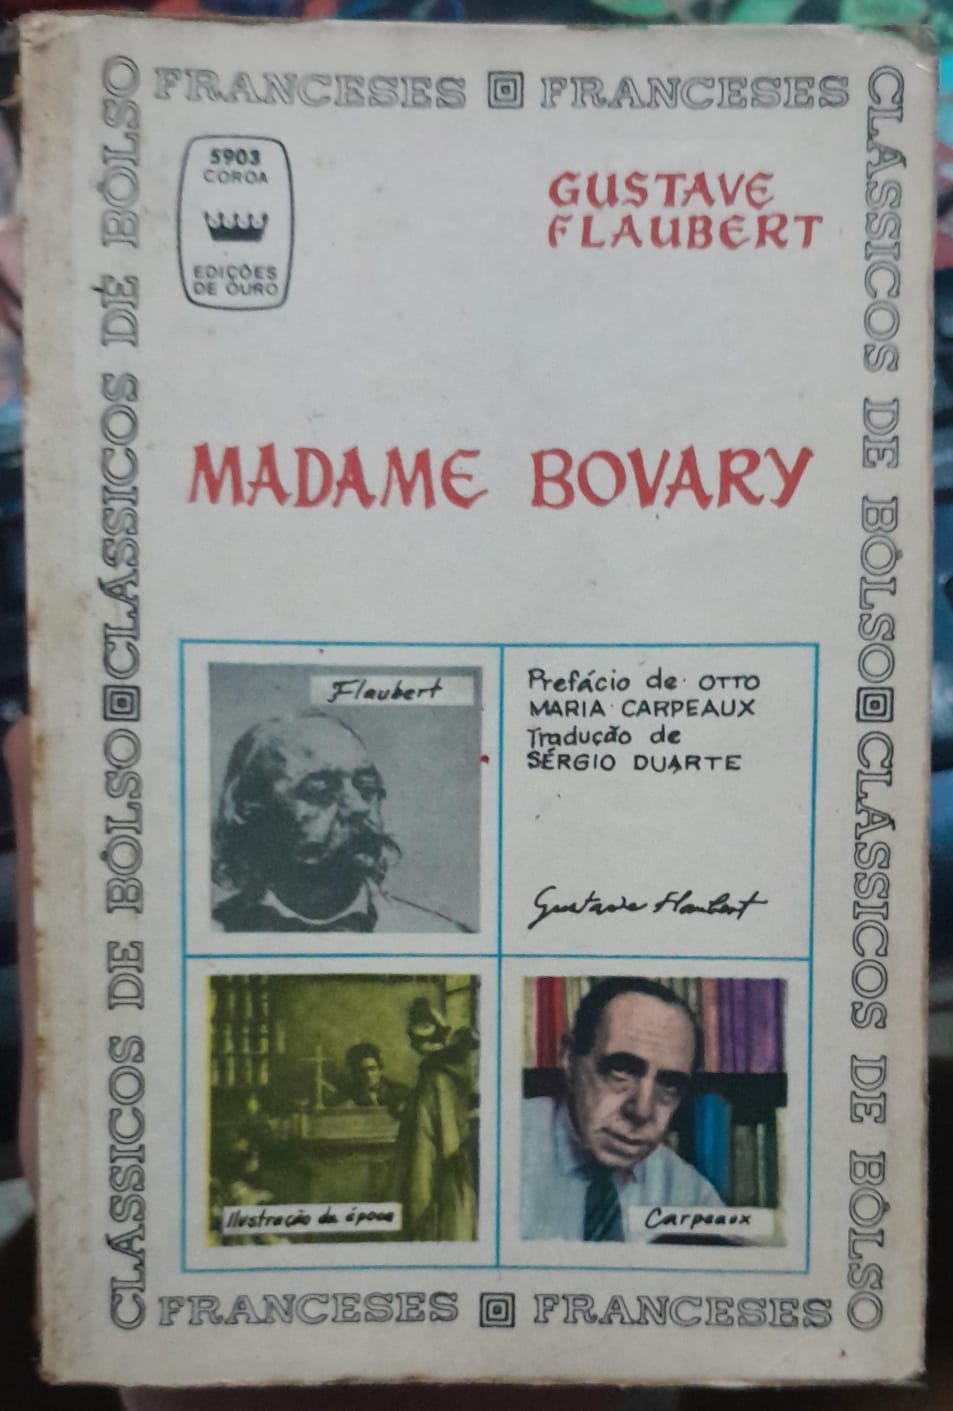 FRANCESES FRANCESES
CLÁSSICOS DE BÔLSO CLÁSSICOS DE BÔLSO
CLÁSSICOS DE BÔLSO CLÁSSICOS DE BÔLSO
5903
COROA
EDIÇÕES
DE OURO
GUSTAVE
FLAUBERT
MADAME BOVARY
Flaubert
Prefácio de OTTO
MARIA CARPEAUX
Tradução de
SÉRGIO DUARTE
Gustave Flaubert
Ilustração da época
Carpeaux
FRANCESES FRANCESES